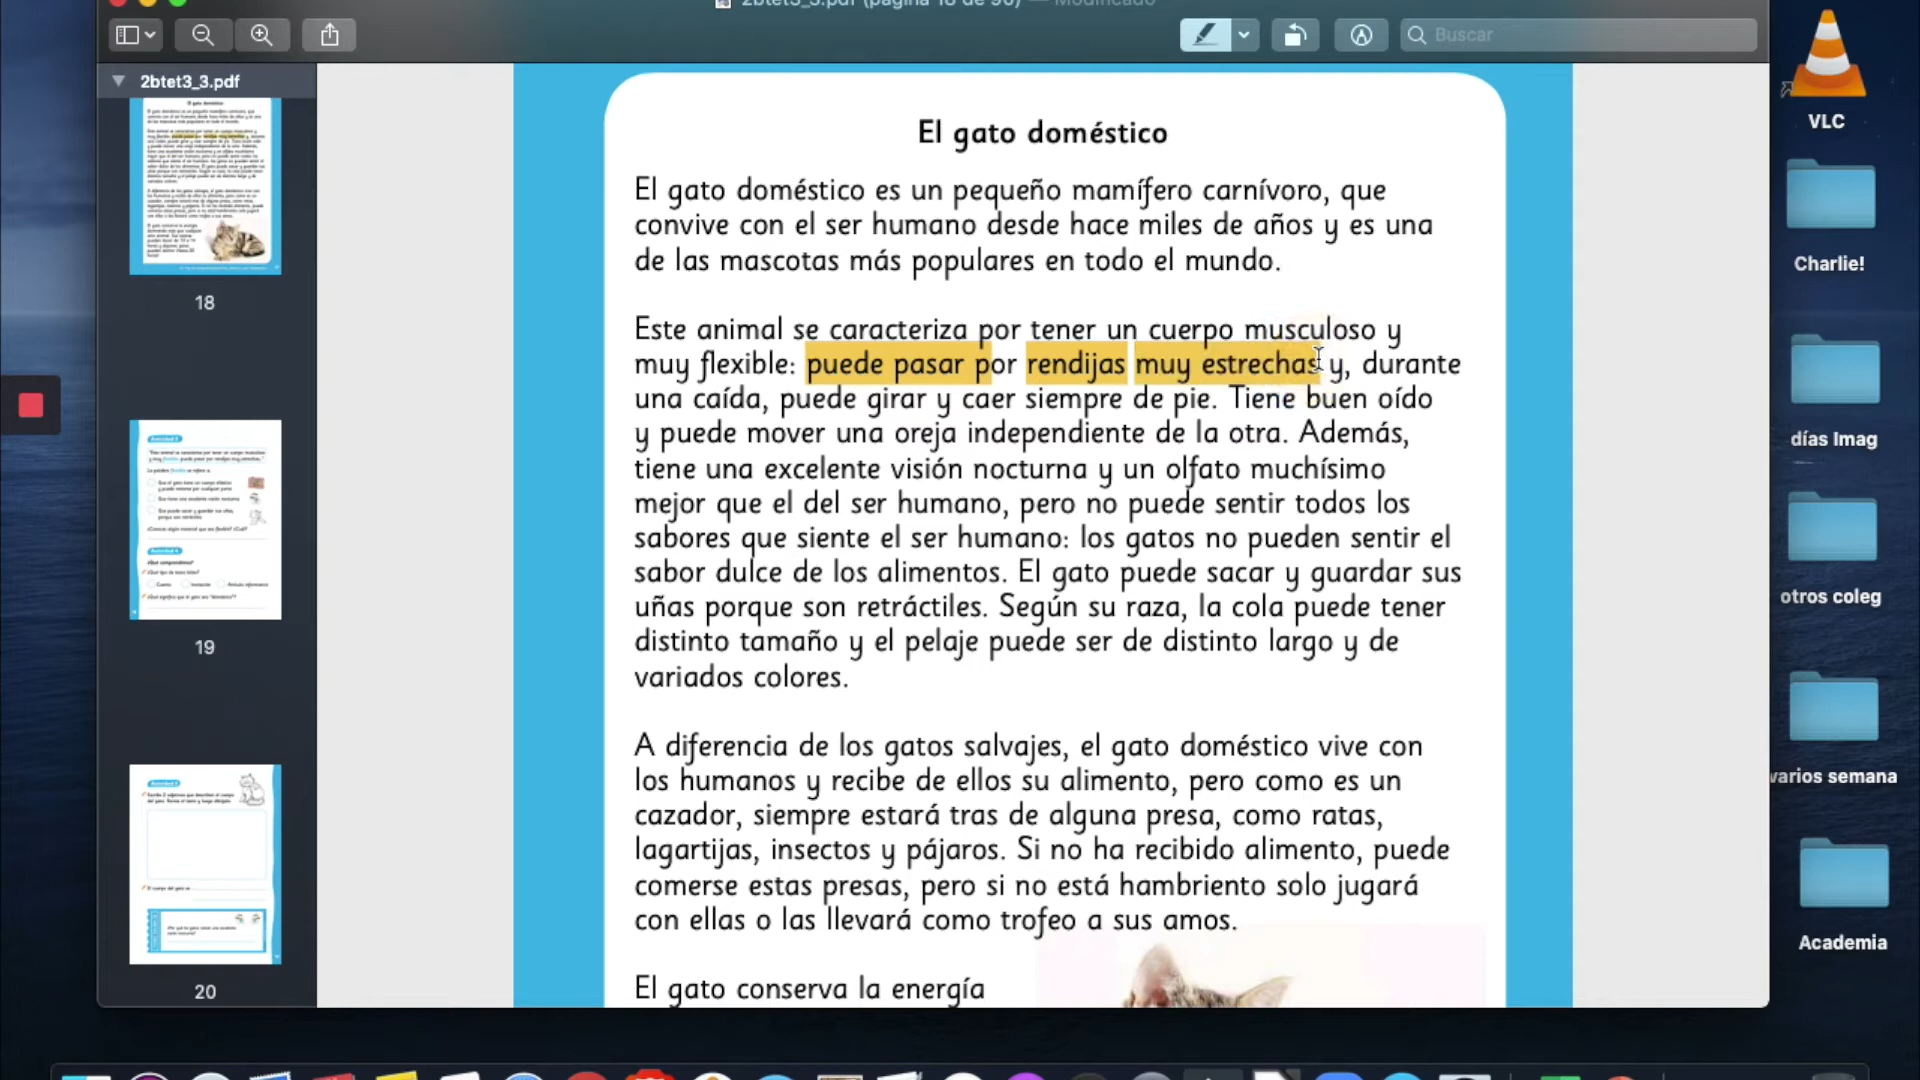 2btet3_3.pdf (página 18 de 90) — Modificado
Buscar
2btet3_3.pdf
18
19
20
El gato doméstico
El gato doméstico es un pequeño mamífero carnívoro, que
convive con el ser humano desde hace miles de años y es una
de las mascotas más populares en todo el mundo.
Este animal se caracteriza por tener un cuerpo musculoso y
muy flexible: puede pasar por rendijas muy estrechas y, durante
una caída, puede girar y caer siempre de pie. Tiene buen oído
y puede mover una oreja independiente de la otra. Además,
tiene una excelente visión nocturna y un olfato muchísimo
mejor que el del ser humano, pero no puede sentir todos los
sabores que siente el ser humano: los gatos no pueden sentir el
sabor dulce de los alimentos. El gato puede sacar y guardar sus
uñas porque son retráctiles. Según su raza, la cola puede tener
distinto tamaño y el pelaje puede ser de distinto largo y de
variados colores.
A diferencia de los gatos salvajes, el gato doméstico vive con
los humanos y recibe de ellos su alimento, pero como es un
cazador, siempre estará tras de alguna presa, como ratas,
lagartijas, insectos y pájaros. Si no ha recibido alimento, puede
comerse estas presas, pero si no está hambriento solo jugará
con ellas o las llevará como trofeo a sus amos.
El gato conserva la energía
VLC
Charlie!
días Imag
otros coleg
varios semana
Academia